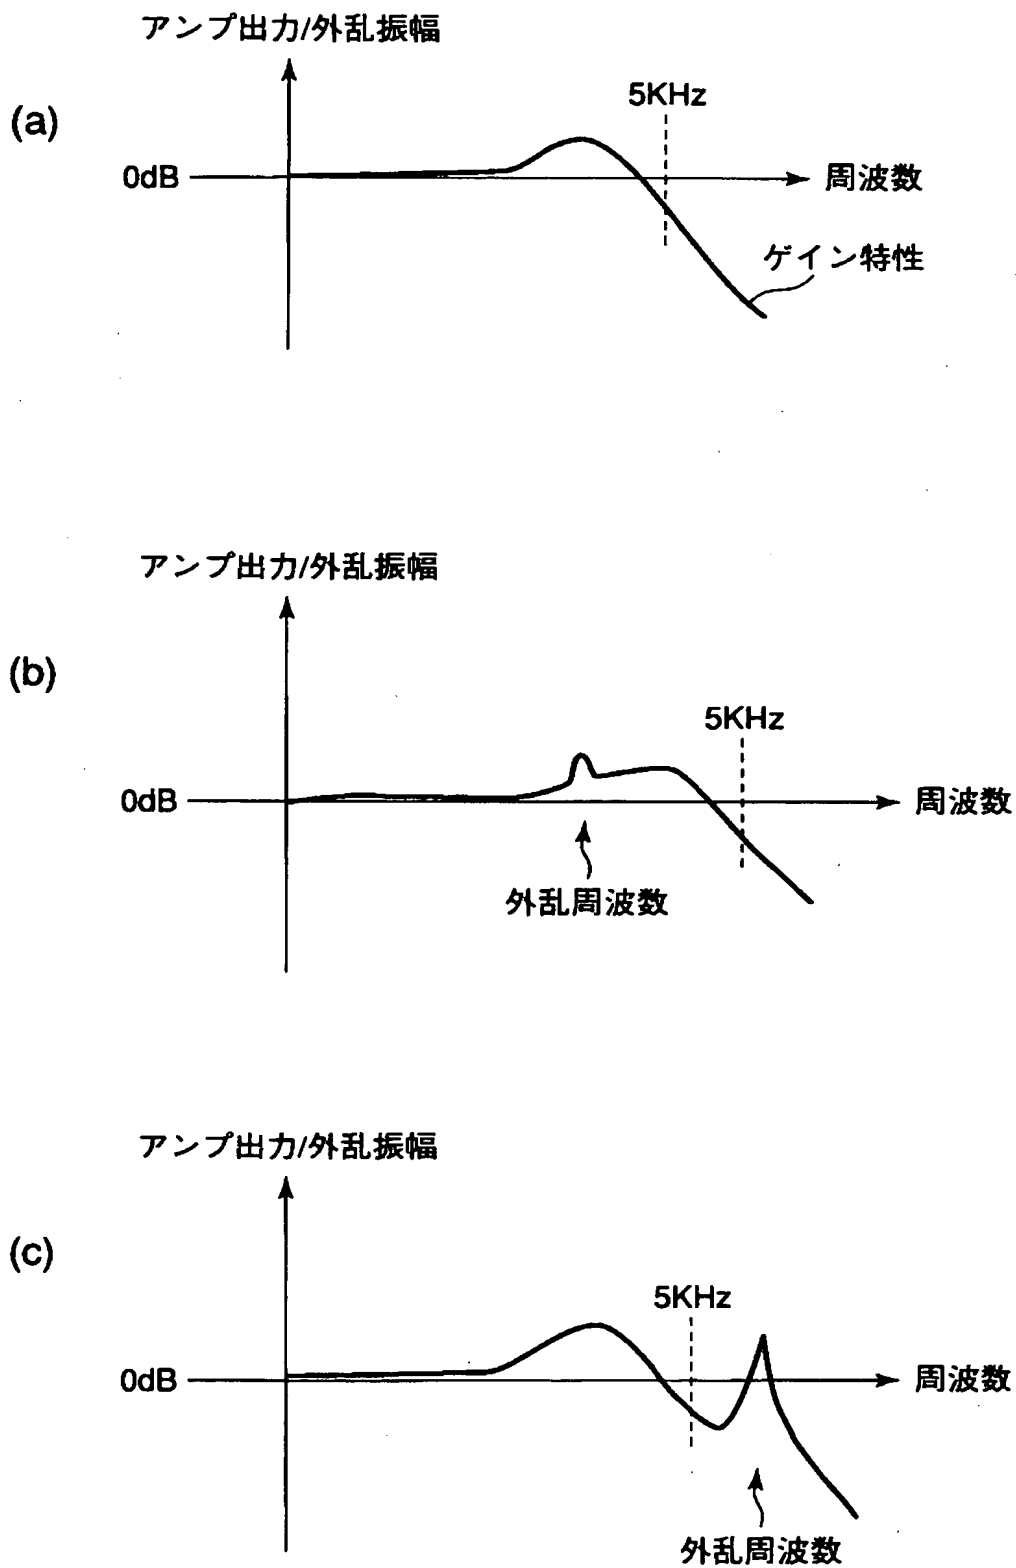 アンプ出力/外乱振幅
(a)
5KHz
0dB
周波数
ゲイン特性
アンプ出力/外乱振幅
(b)
5KHz
0dB
周波数
外乱周波数
アンプ出力/外乱振幅
(c)
5KHz
0dB
周波数
外乱周波数